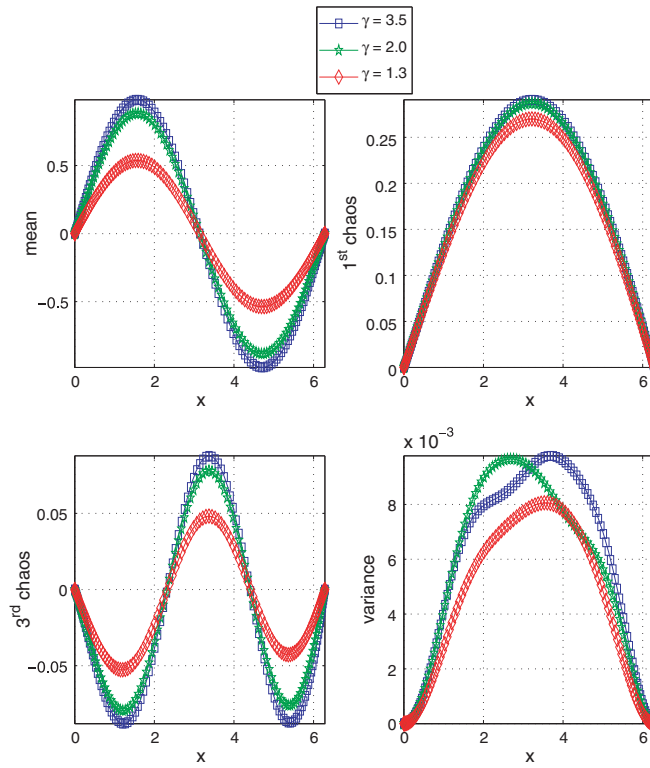 γ = 3.5
γ = 2.0
γ = 1.3
0.5
0
−0.5
mean
0 2 4 6
x
0.25
0.2
0.15
0.1
0.05
0
1st chaos
0 2 4 6
x
0.05
0
−0.05
3rd chaos
0 2 4 6
x
x 10−3
8
6
4
2
0
variance
0 2 4 6
x